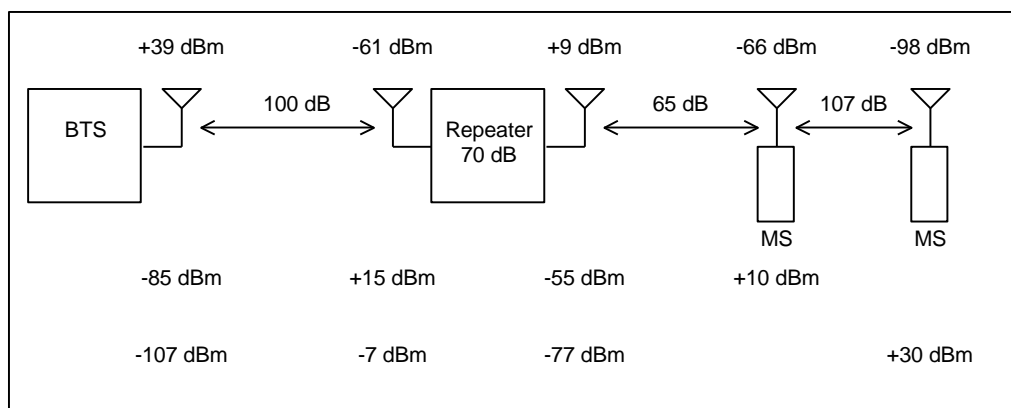 +39 dBm -61 dBm +9 dBm -66 dBm -98 dBm
100 dB 65 dB 107 dB
BTS Repeater
70 dB
MS MS
-85 dBm +15 dBm -55 dBm +10 dBm
-107 dBm -7 dBm -77 dBm +30 dBm